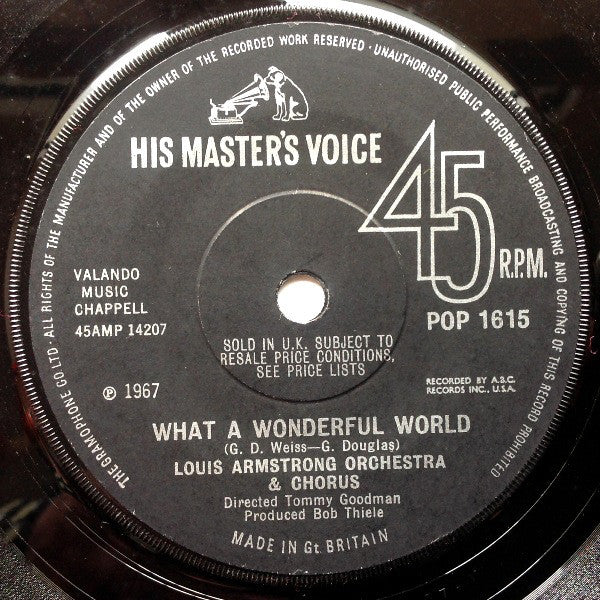 THE GRAMOPHONE CO LTD · ALL RIGHTS OF THE MANUFACTURER AND OF THE OWNER OF THE RECORDED WORK RESERVED · UNAUTHORISED PUBLIC PERFORMANCE BROADCASTING AND COPYING OF THIS RECORD PROHIBITED
HIS MASTER'S VOICE
45 R.P.M.
VALANDO
MUSIC
CHAPPELL
45AMP 14207
POP 1615
SOLD IN U.K. SUBJECT TO
RESALE PRICE CONDITIONS,
SEE PRICE LISTS
℗ 1967
RECORDED BY A.B.C.
RECORDS INC., U.S.A.
WHAT A WONDERFUL WORLD
(G. D. Weiss—G. Douglas)
LOUIS ARMSTRONG ORCHESTRA
& CHORUS
Directed Tommy Goodman
Produced Bob Thiele
MADE IN Gt. BRITAIN